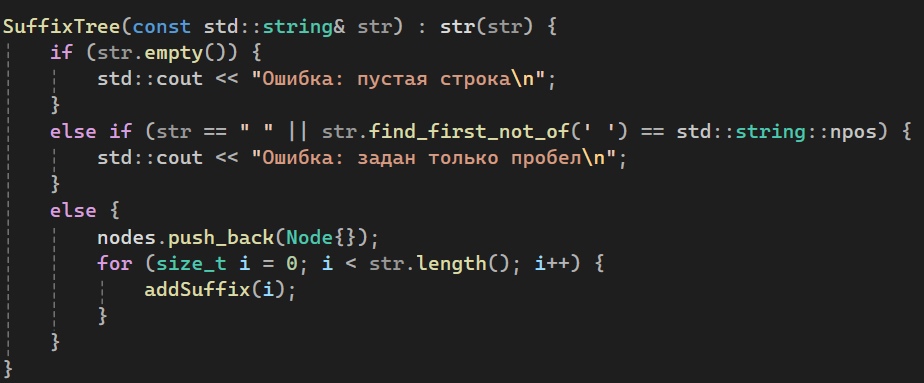 SuffixTree(const std::string& str) : str(str) {
    if (str.empty()) {
        std::cout << "Ошибка: пустая строка\n";
    }
    else if (str == " " || str.find_first_not_of(' ') == std::string::npos) {
        std::cout << "Ошибка: задан только пробел\n";
    }
    else {
        nodes.push_back(Node{});
        for (size_t i = 0; i < str.length(); i++) {
            addSuffix(i);
        }
    }
}